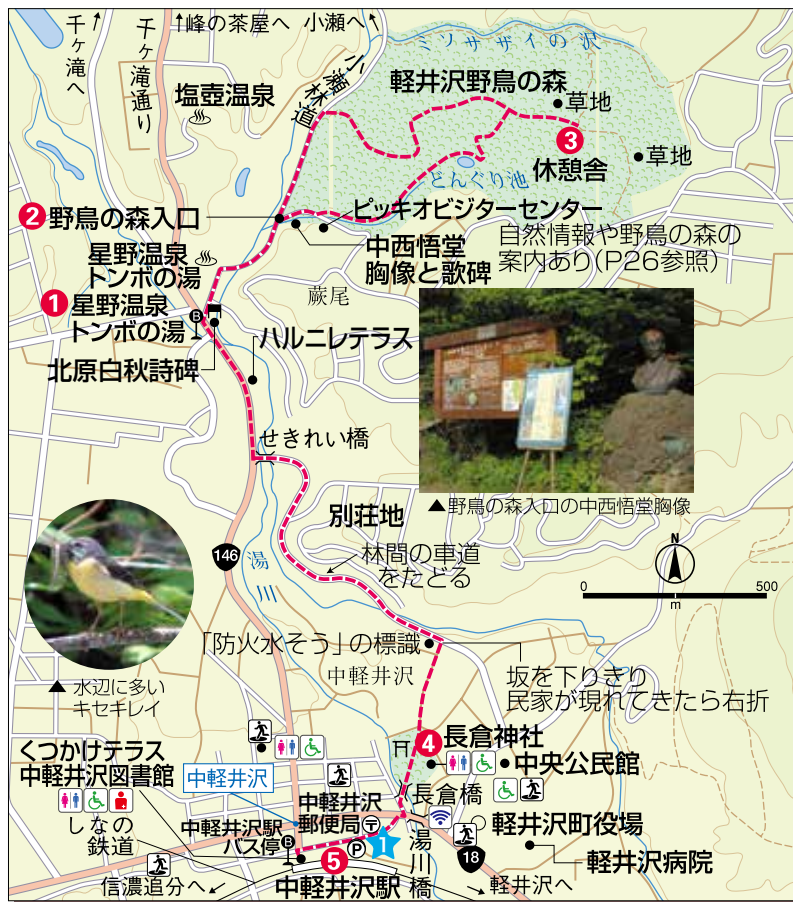 千ヶ滝へ
千ヶ滝通り
峰の茶屋へ
小瀬へ
ミソサザイの沢
小瀬林道
塩壺温泉
軽井沢野鳥の森
草地
3
休憩舎
草地
どんぐり池
2 野鳥の森入口
ピッキオビジターセンター
自然情報や野鳥の森の
案内あり(P26参照)
中西悟堂
胸像と歌碑
星野温泉
トンボの湯
蕨尾
1 星野温泉
トンボの湯
B
ハルニレテラス
北原白秋詩碑
せきれい橋
▲野鳥の森入口の中西悟堂胸像
別荘地
146
湯川
林間の車道
をたどる
N
0
500
m
「防火水そう」の標識
中軽井沢
坂を下りきり
民家が現れてきたら右折
▲水辺に多い
キセキレイ
4 長倉神社
中央公民館
くつかけテラス
中軽井沢図書館
中軽井沢
長倉橋
しなの
鉄道
中軽井沢駅
バス停
B
中軽井沢
郵便局
〒
P
1
湯川橋
軽井沢町役場
18
軽井沢病院
5
中軽井沢駅
信濃追分へ
軽井沢へ